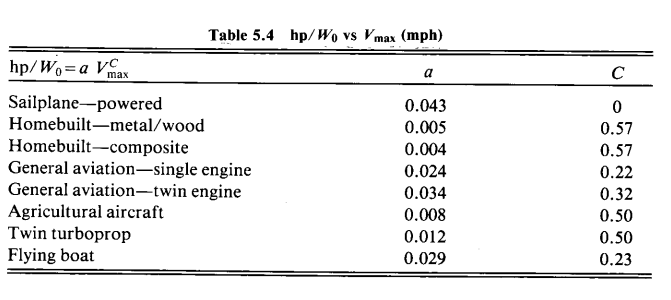 Table 5.4 hp/W0 vs Vmax (mph)
hp/W0 = a V^C max a C
Sailplane—powered 0.043 0
Homebuilt—metal/wood 0.005 0.57
Homebuilt—composite 0.004 0.57
General aviation—single engine 0.024 0.22
General aviation—twin engine 0.034 0.32
Agricultural aircraft 0.008 0.50
Twin turboprop 0.012 0.50
Flying boat 0.029 0.23